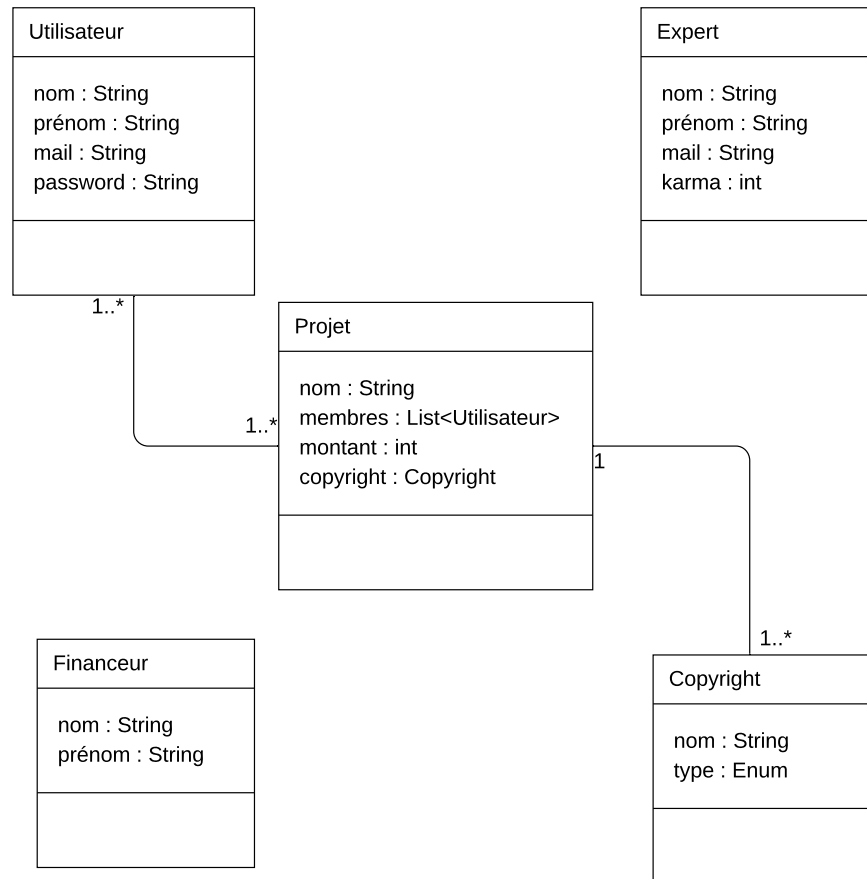 Utilisateur
nom : String
prénom : String
mail : String
password : String
1..*
Expert
nom : String
prénom : String
mail : String
karma : int
Projet
nom : String
membres : List<Utilisateur>
montant : int
copyright : Copyright
1..*
1
Financeur
nom : String
prénom : String
1..*
Copyright
nom : String
type : Enum